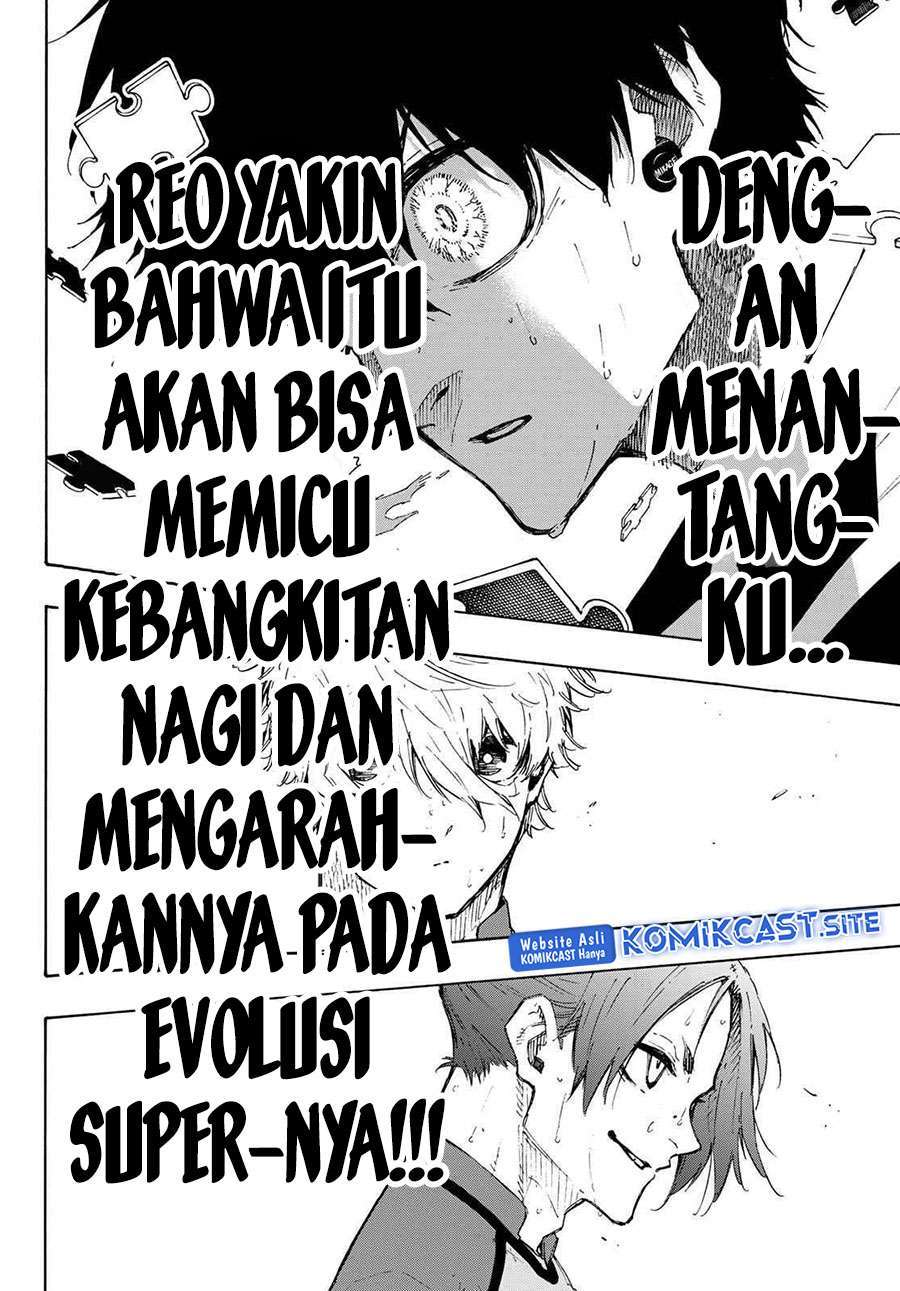 DENG-
AN
MENAN-
TANG-
KU...
REO YAKIN
BAHWA ITU
AKAN BISA
MEMICU
KEBANGKITAN
NAGI DAN
MENGARAH-
KANNYA PADA
EVOLUSI
SUPER-NYA!!!
MIKAGE
Website Asli
KOMIKCAST Hanya
KOMIKCAST.SITE